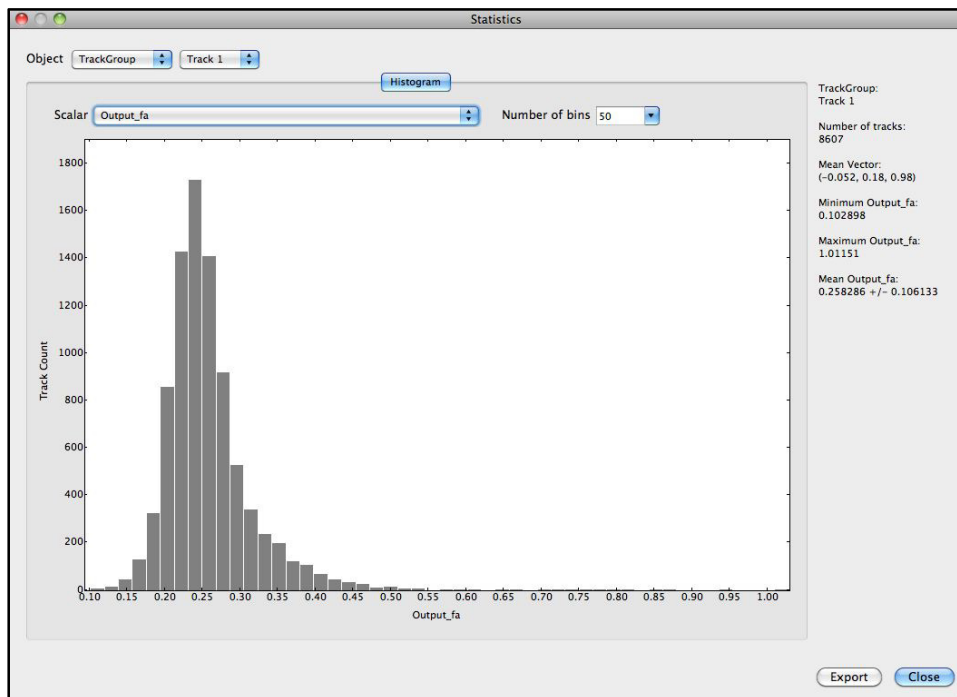 Statistics
Object TrackGroup Track 1
Histogram
Scalar Output_fa Number of bins 50
1800
1600
1400
1200
1000
800
600
400
200
0
Track Count
0.10 0.15 0.20 0.25 0.30 0.35 0.40 0.45 0.50 0.55 0.60 0.65 0.70 0.75 0.80 0.85 0.90 0.95 1.00
Output_fa
TrackGroup:
Track 1
Number of tracks:
8607
Mean Vector:
(-0.052, 0.18, 0.98)
Minimum Output_fa:
0.102898
Maximum Output_fa:
1.01151
Mean Output_fa:
0.258286 +/- 0.106133
Export Close